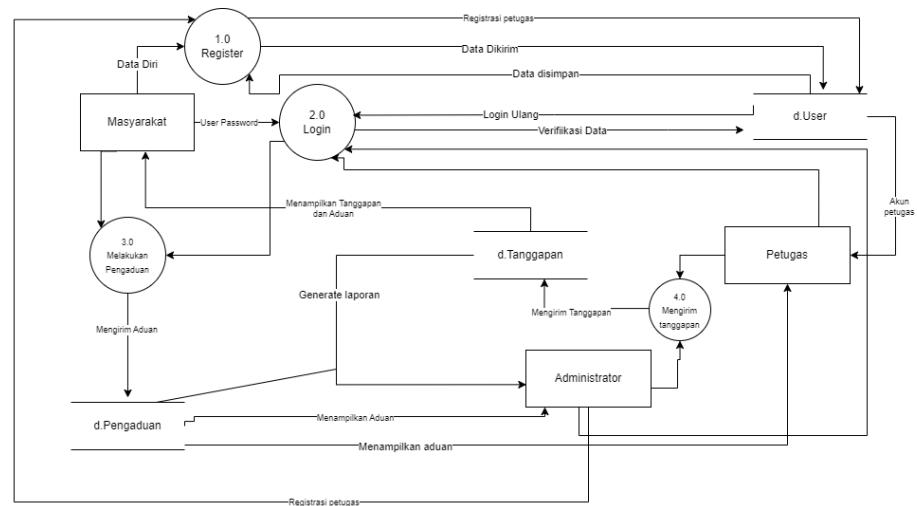 Registrasi petugas
1.0
Register
Data Dikirim
Data Diri
Data disimpan
Masyarakat
User Password
2.0
Login
Login Ulang
Verifiikasi Data
d.User
Menampilkan Tanggapan
dan Aduan
Akun
petugas
3.0
Melakukan
Pengaduan
d.Tanggapan
Petugas
Generate laporan
4.0
Mengirim
tanggapan
Mengirim Tanggapan
Mengirim Aduan
Administrator
d.Pengaduan
Menampilkan Aduan
Menampilkan aduan
Registrasi petugas